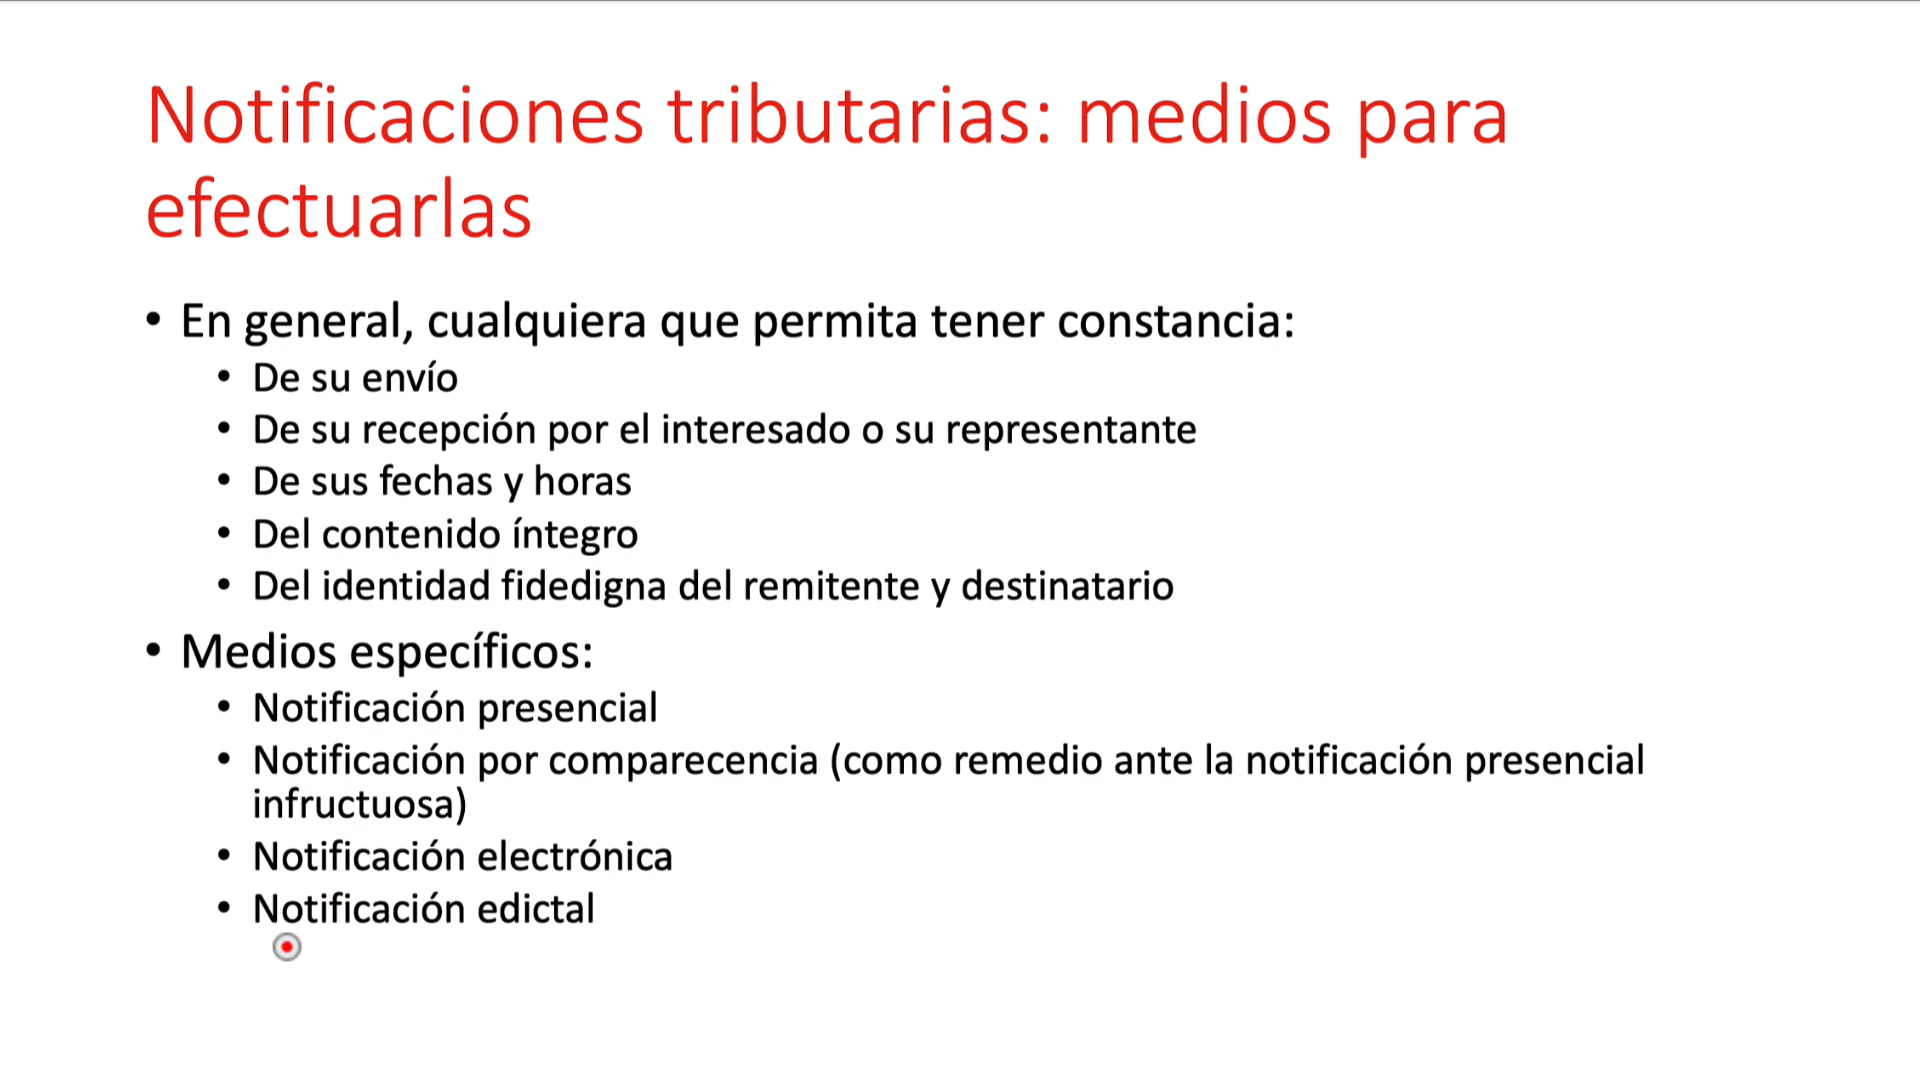 Notificaciones tributarias: medios para
efectuarlas
• En general, cualquiera que permita tener constancia:
• De su envío
• De su recepción por el interesado o su representante
• De sus fechas y horas
• Del contenido íntegro
• Del identidad fidedigna del remitente y destinatario
• Medios específicos:
• Notificación presencial
• Notificación por comparecencia (como remedio ante la notificación presencial
infructuosa)
• Notificación electrónica
• Notificación edictal